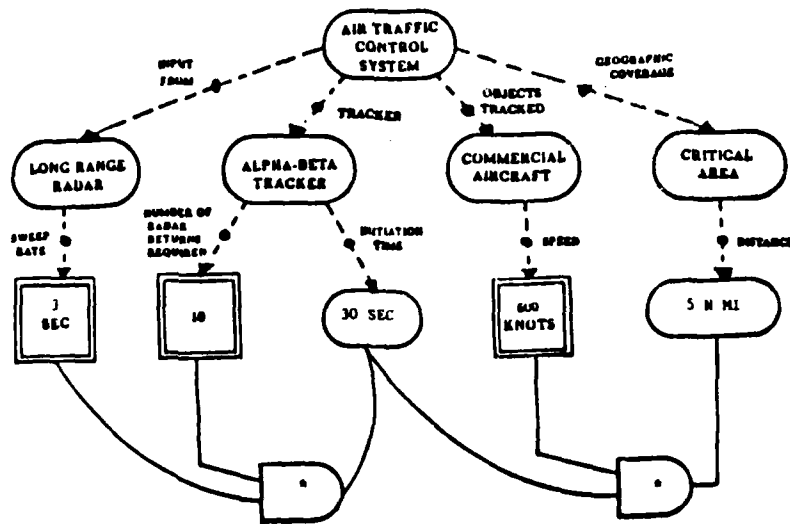 AIR TRAFFIC
CONTROL
SYSTEM
INPUT
FROM
TRACKER
OBJECTS
TRACKED
GEOGRAPHIC
COVERAGE
LONG RANGE
RADAR
ALPHA-BETA
TRACKER
COMMERCIAL
AIRCRAFT
CRITICAL
AREA
SWEEP
RATE
NUMBER OF
RADAR
RETURNS
REQUIRED
INITIATION
TIME
SPEED
DISTANCE
3
SEC
10
30 SEC
600
KNOTS
5 N MI
*
*